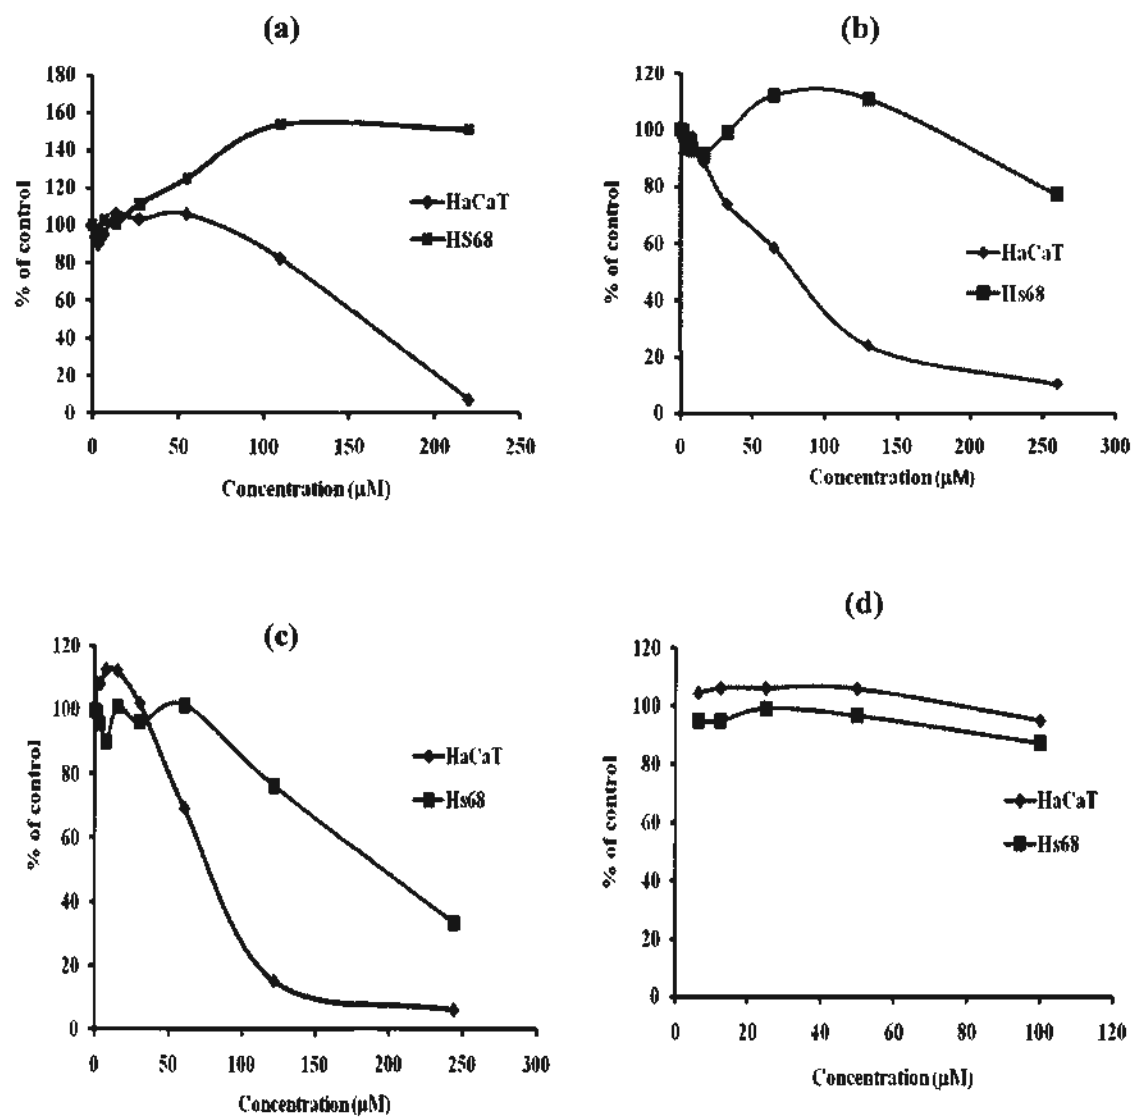 (a)
180
160
140
120
100
80
60
40
20
0
% of control
HaCaT
HS68
0 50 100 150 200 250
Concentration (µM)
(b)
120
100
80
60
40
20
0
% of control
HaCaT
Hs68
0 50 100 150 200 250 300
Concentration (µM)
(c)
120
100
80
60
40
20
0
% of control
HaCaT
Hs68
0 50 100 150 200 250 300
Concentration (µM)
(d)
120
100
80
60
40
20
0
% of control
HaCaT
Hs68
0 20 40 60 80 100 120
Concentration (µM)